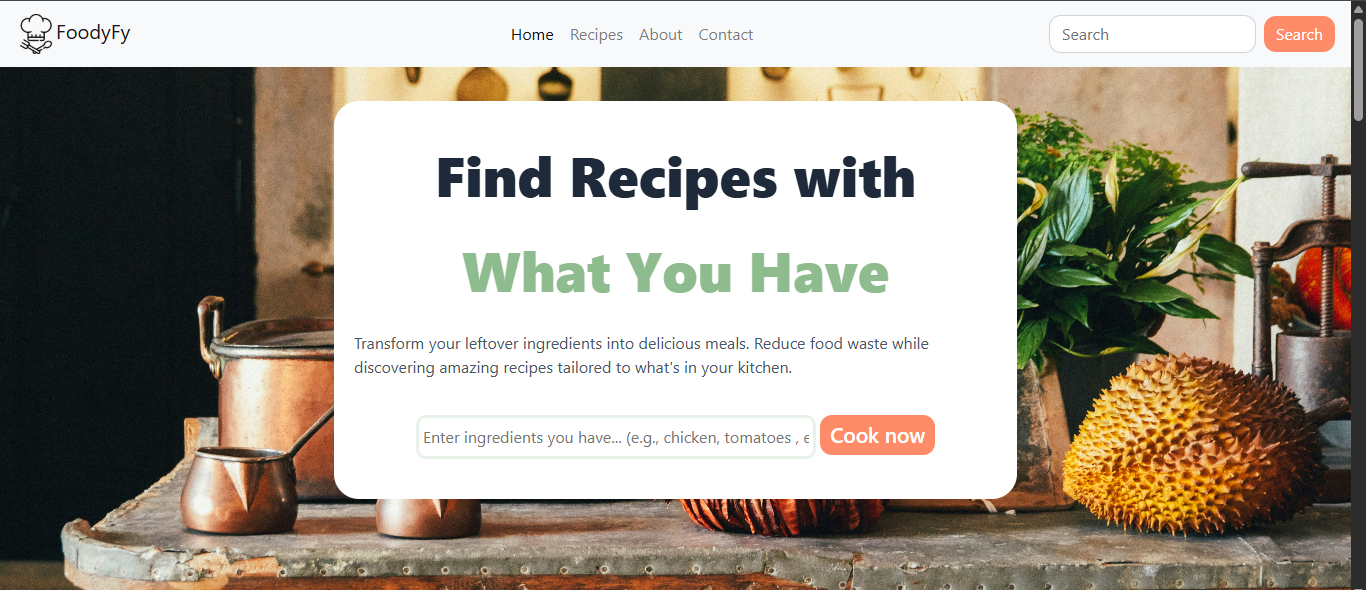 FoodyFy
Home Recipes About Contact
Search
Search
Find Recipes with
What You Have
Transform your leftover ingredients into delicious meals. Reduce food waste while
discovering amazing recipes tailored to what's in your kitchen.
Enter ingredients you have... (e.g., chicken, tomatoes , e
Cook now